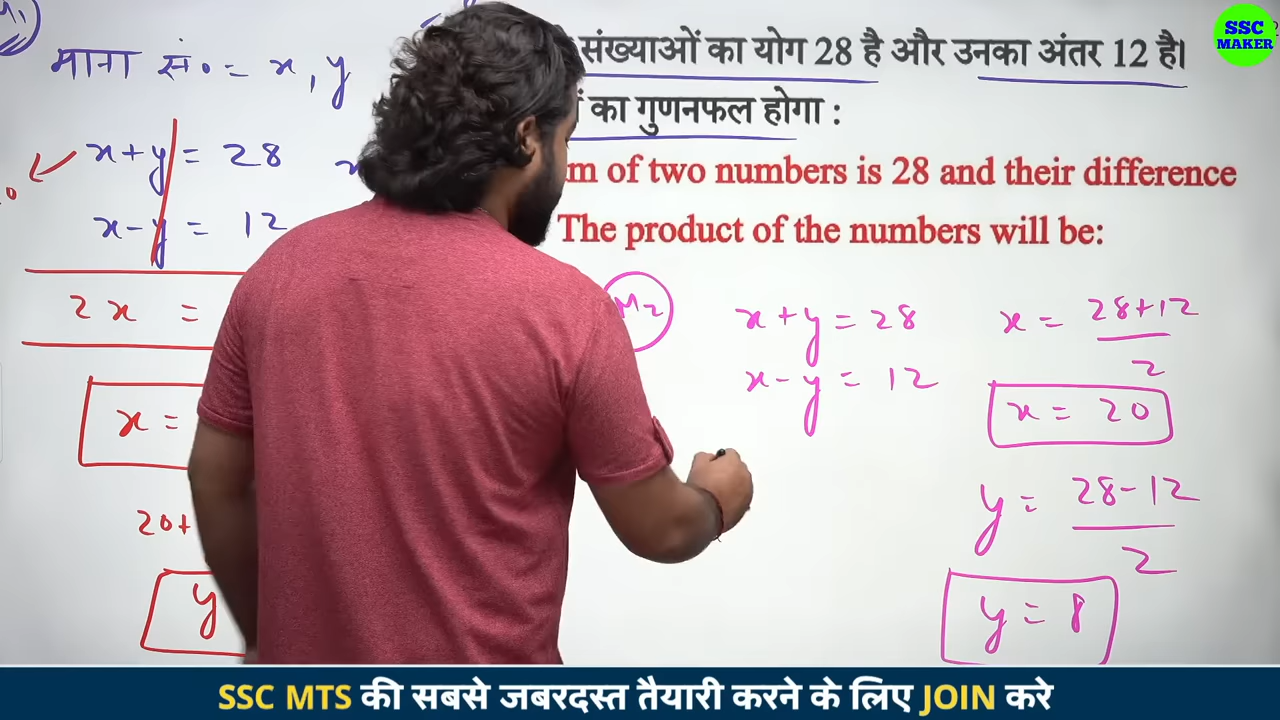 माना सं० = x, y
x+y = 28
x-y = 12
2x =
x =
20+
y
संख्याओं का योग 28 है और उनका अंतर 12 है।
का गुणनफल होगा :
of two numbers is 28 and their difference
The product of the numbers will be:
M2
x+y = 28
x-y = 12
x = 28+12
2
x = 20
y = 28-12
2
y = 8
SSC
MAKER
SSC MTS की सबसे जबरदस्त तैयारी करने के लिए JOIN करे